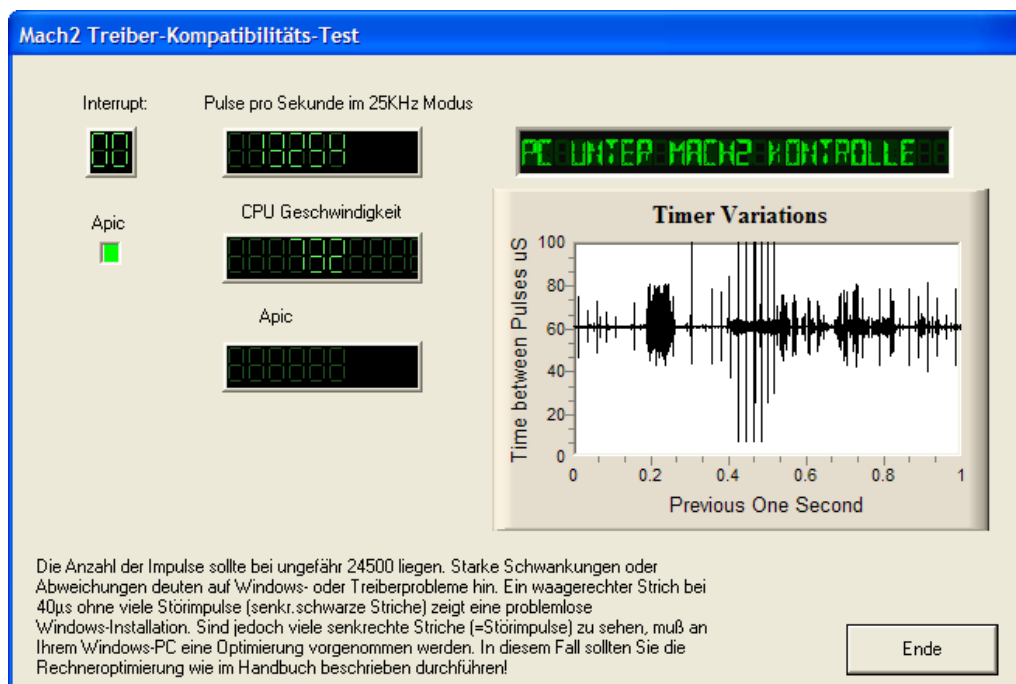 Mach2 Treiber-Kompatibilitäts-Test
Interrupt:
00
Pulse pro Sekunde im 25KHz Modus
13254
PC UNTER MACH2 KONTROLLE
Apic
CPU Geschwindigkeit
732
Apic
Timer Variations
Time between Pulses uS
100
80
60
40
20
0
0 0.2 0.4 0.6 0.8 1
Previous One Second
Die Anzahl der Impulse sollte bei ungefähr 24500 liegen. Starke Schwankungen oder
Abweichungen deuten auf Windows- oder Treiberprobleme hin. Ein waagerechter Strich bei
40µs ohne viele Störimpulse (senkr.schwarze Striche) zeigt eine problemlose
Windows-Installation. Sind jedoch viele senkrechte Striche (=Störimpulse) zu sehen, muß an
Ihrem Windows-PC eine Optimierung vorgenommen werden. In diesem Fall sollten Sie die
Rechneroptimierung wie im Handbuch beschrieben durchführen!
Ende